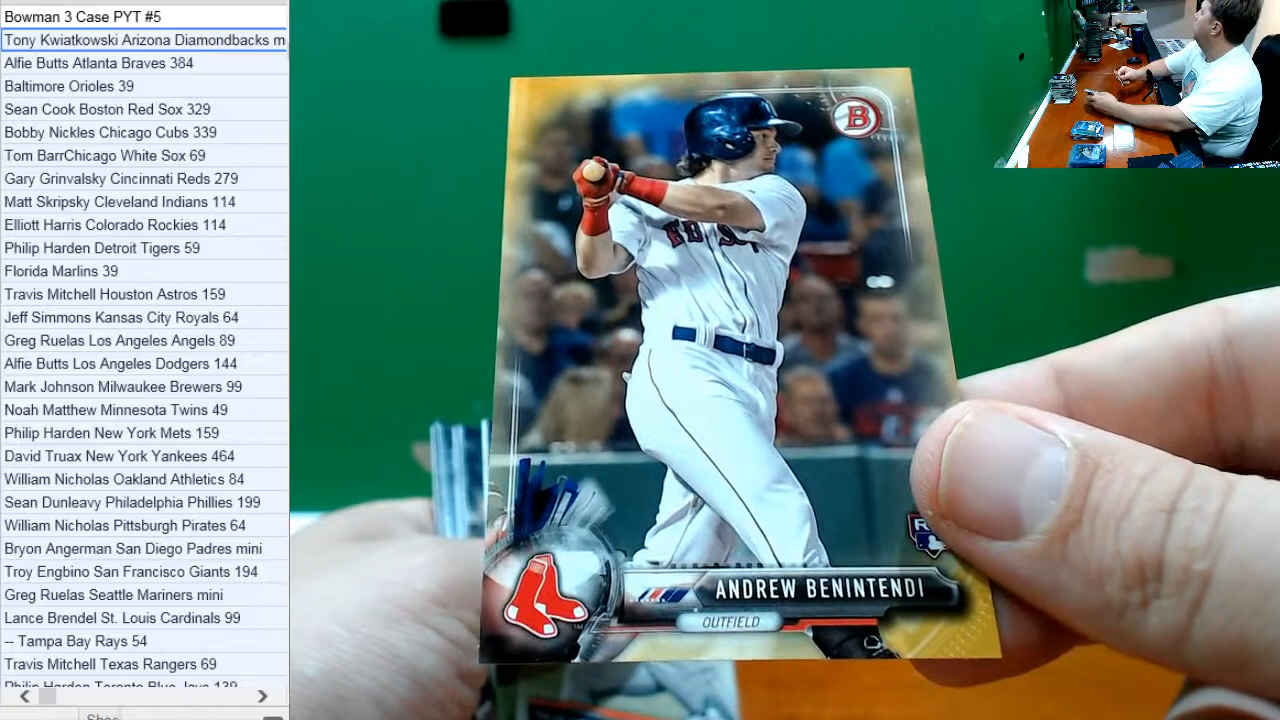 Bowman 3 Case PYT #5
Tony Kwiatkowski Arizona Diamondbacks m
Alfie Butts Atlanta Braves 384
Baltimore Orioles 39
Sean Cook Boston Red Sox 329
Bobby Nickles Chicago Cubs 339
Tom BarrChicago White Sox 69
Gary Grinvalsky Cincinnati Reds 279
Matt Skripsky Cleveland Indians 114
Elliott Harris Colorado Rockies 114
Philip Harden Detroit Tigers 59
Florida Marlins 39
Travis Mitchell Houston Astros 159
Jeff Simmons Kansas City Royals 64
Greg Ruelas Los Angeles Angels 89
Alfie Butts Los Angeles Dodgers 144
Mark Johnson Milwaukee Brewers 99
Noah Matthew Minnesota Twins 49
Philip Harden New York Mets 159
David Truax New York Yankees 464
William Nicholas Oakland Athletics 84
Sean Dunleavy Philadelphia Phillies 199
William Nicholas Pittsburgh Pirates 64
Bryon Angerman San Diego Padres mini
Troy Engbino San Francisco Giants 194
Greg Ruelas Seattle Mariners mini
Lance Brendel St. Louis Cardinals 99
-- Tampa Bay Rays 54
Travis Mitchell Texas Rangers 69
Philip Harden Toronto Blue Jays 139
B
RED
ANDREW BENINTENDI
OUTFIELD